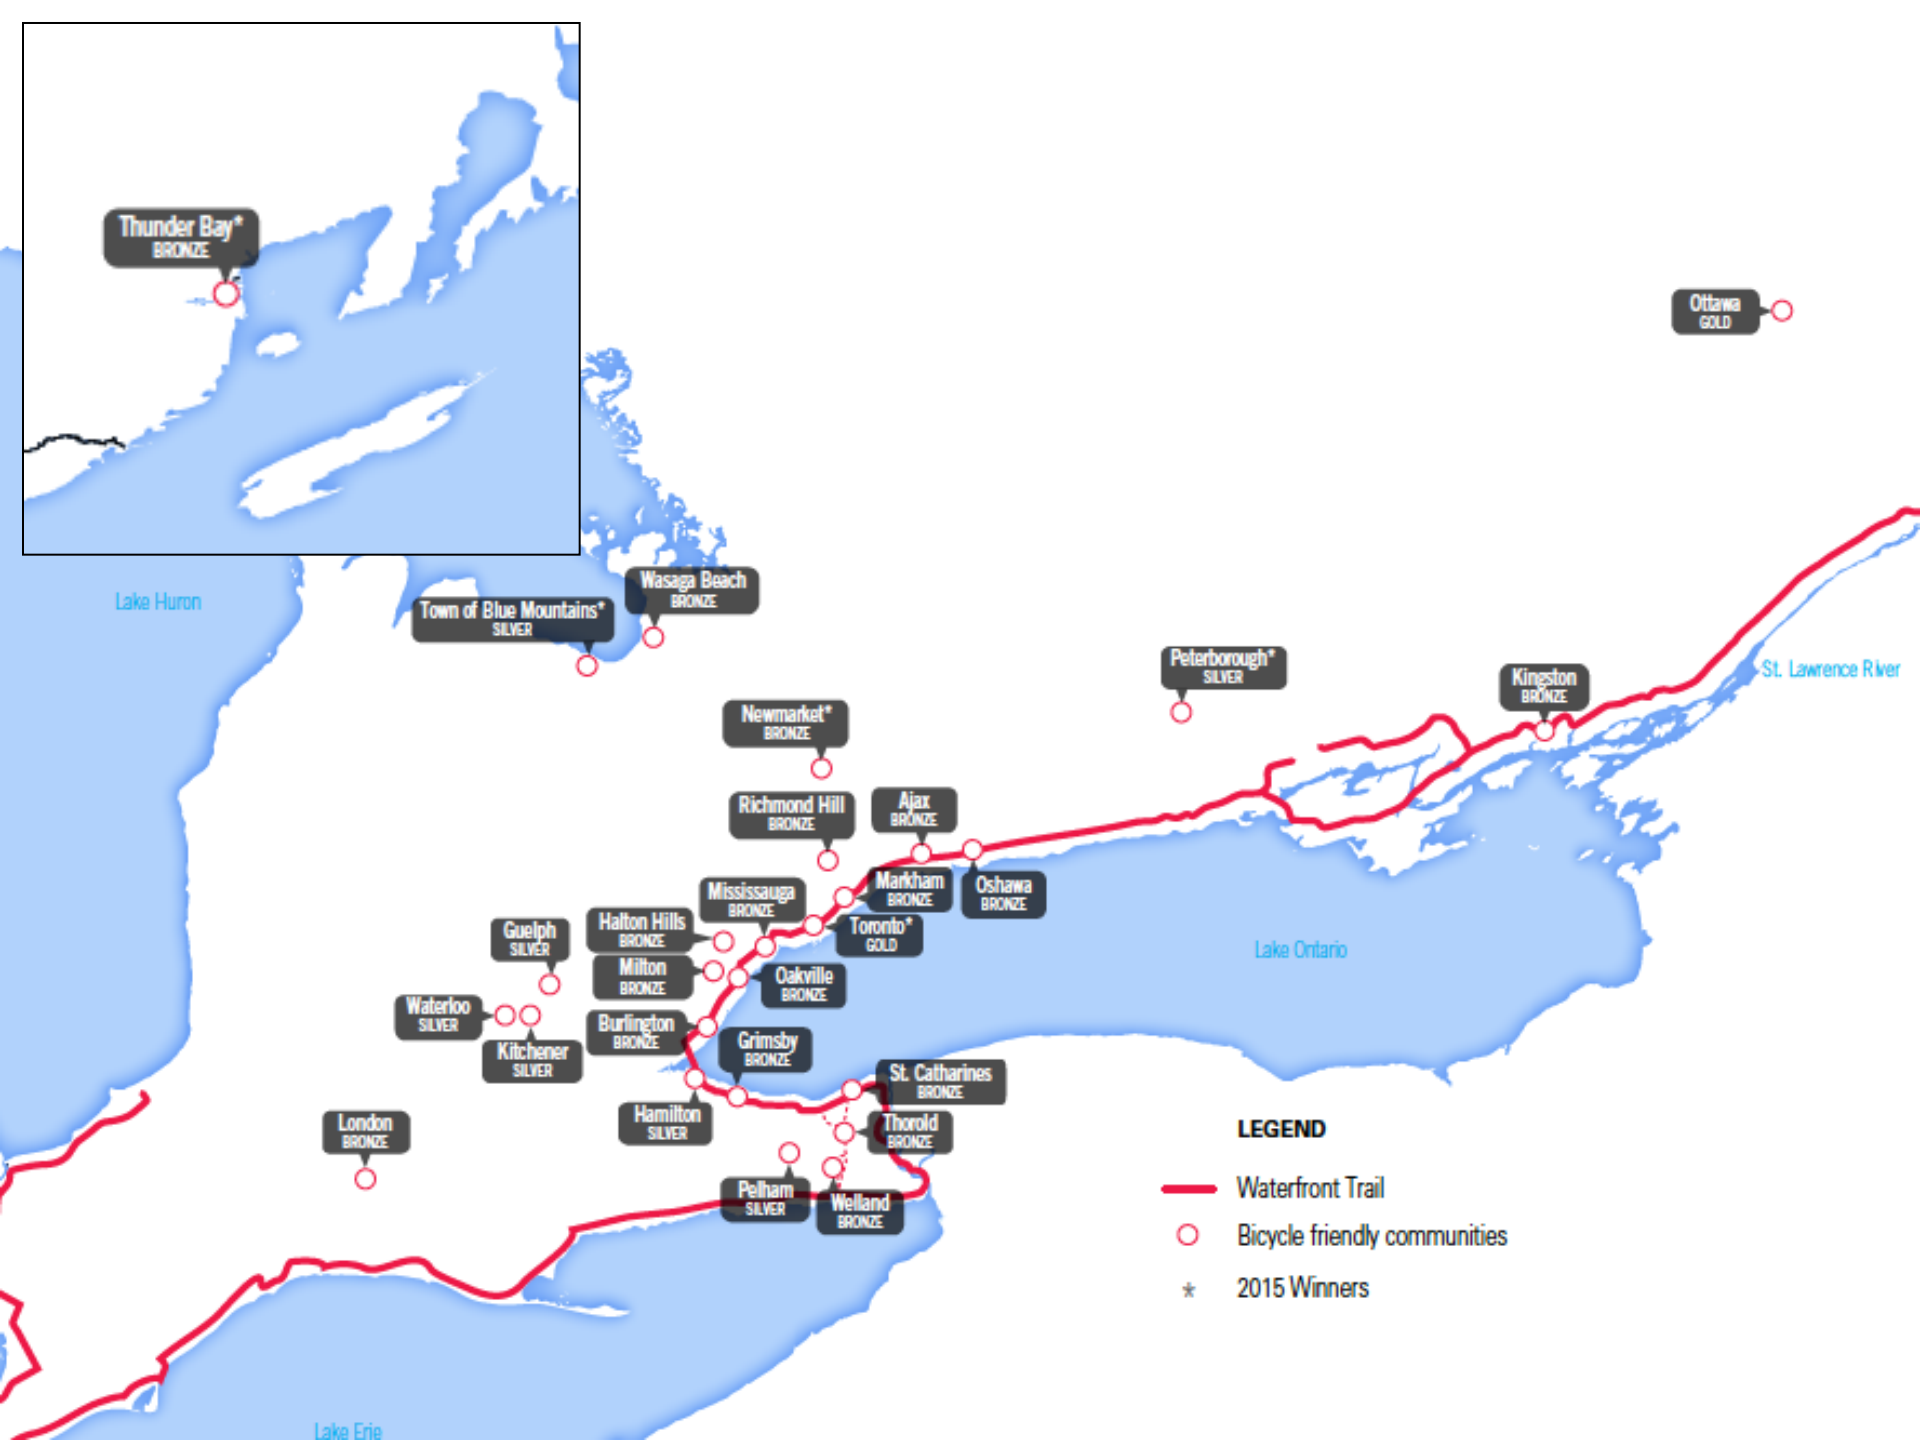 Thunder Bay*
BRONZE
Ottawa
GOLD
Lake Huron
Wasaga Beach
BRONZE
Town of Blue Mountains*
SILVER
Peterborough*
SILVER
Kingston
BRONZE
St. Lawrence River
Newmarket*
BRONZE
Richmond Hill
BRONZE
Ajax
BRONZE
Markham
BRONZE
Oshawa
BRONZE
Mississauga
BRONZE
Halton Hills
BRONZE
Toronto*
GOLD
Guelph
SILVER
Milton
BRONZE
Oakville
BRONZE
Lake Ontario
Waterloo
SILVER
Kitchener
SILVER
Burlington
BRONZE
Grimsby
BRONZE
St. Catharines
BRONZE
Hamilton
SILVER
Thorold
BRONZE
London
BRONZE
Pelham
SILVER
Welland
BRONZE
LEGEND
Waterfront Trail
Bicycle friendly communities
* 2015 Winners
Lake Erie